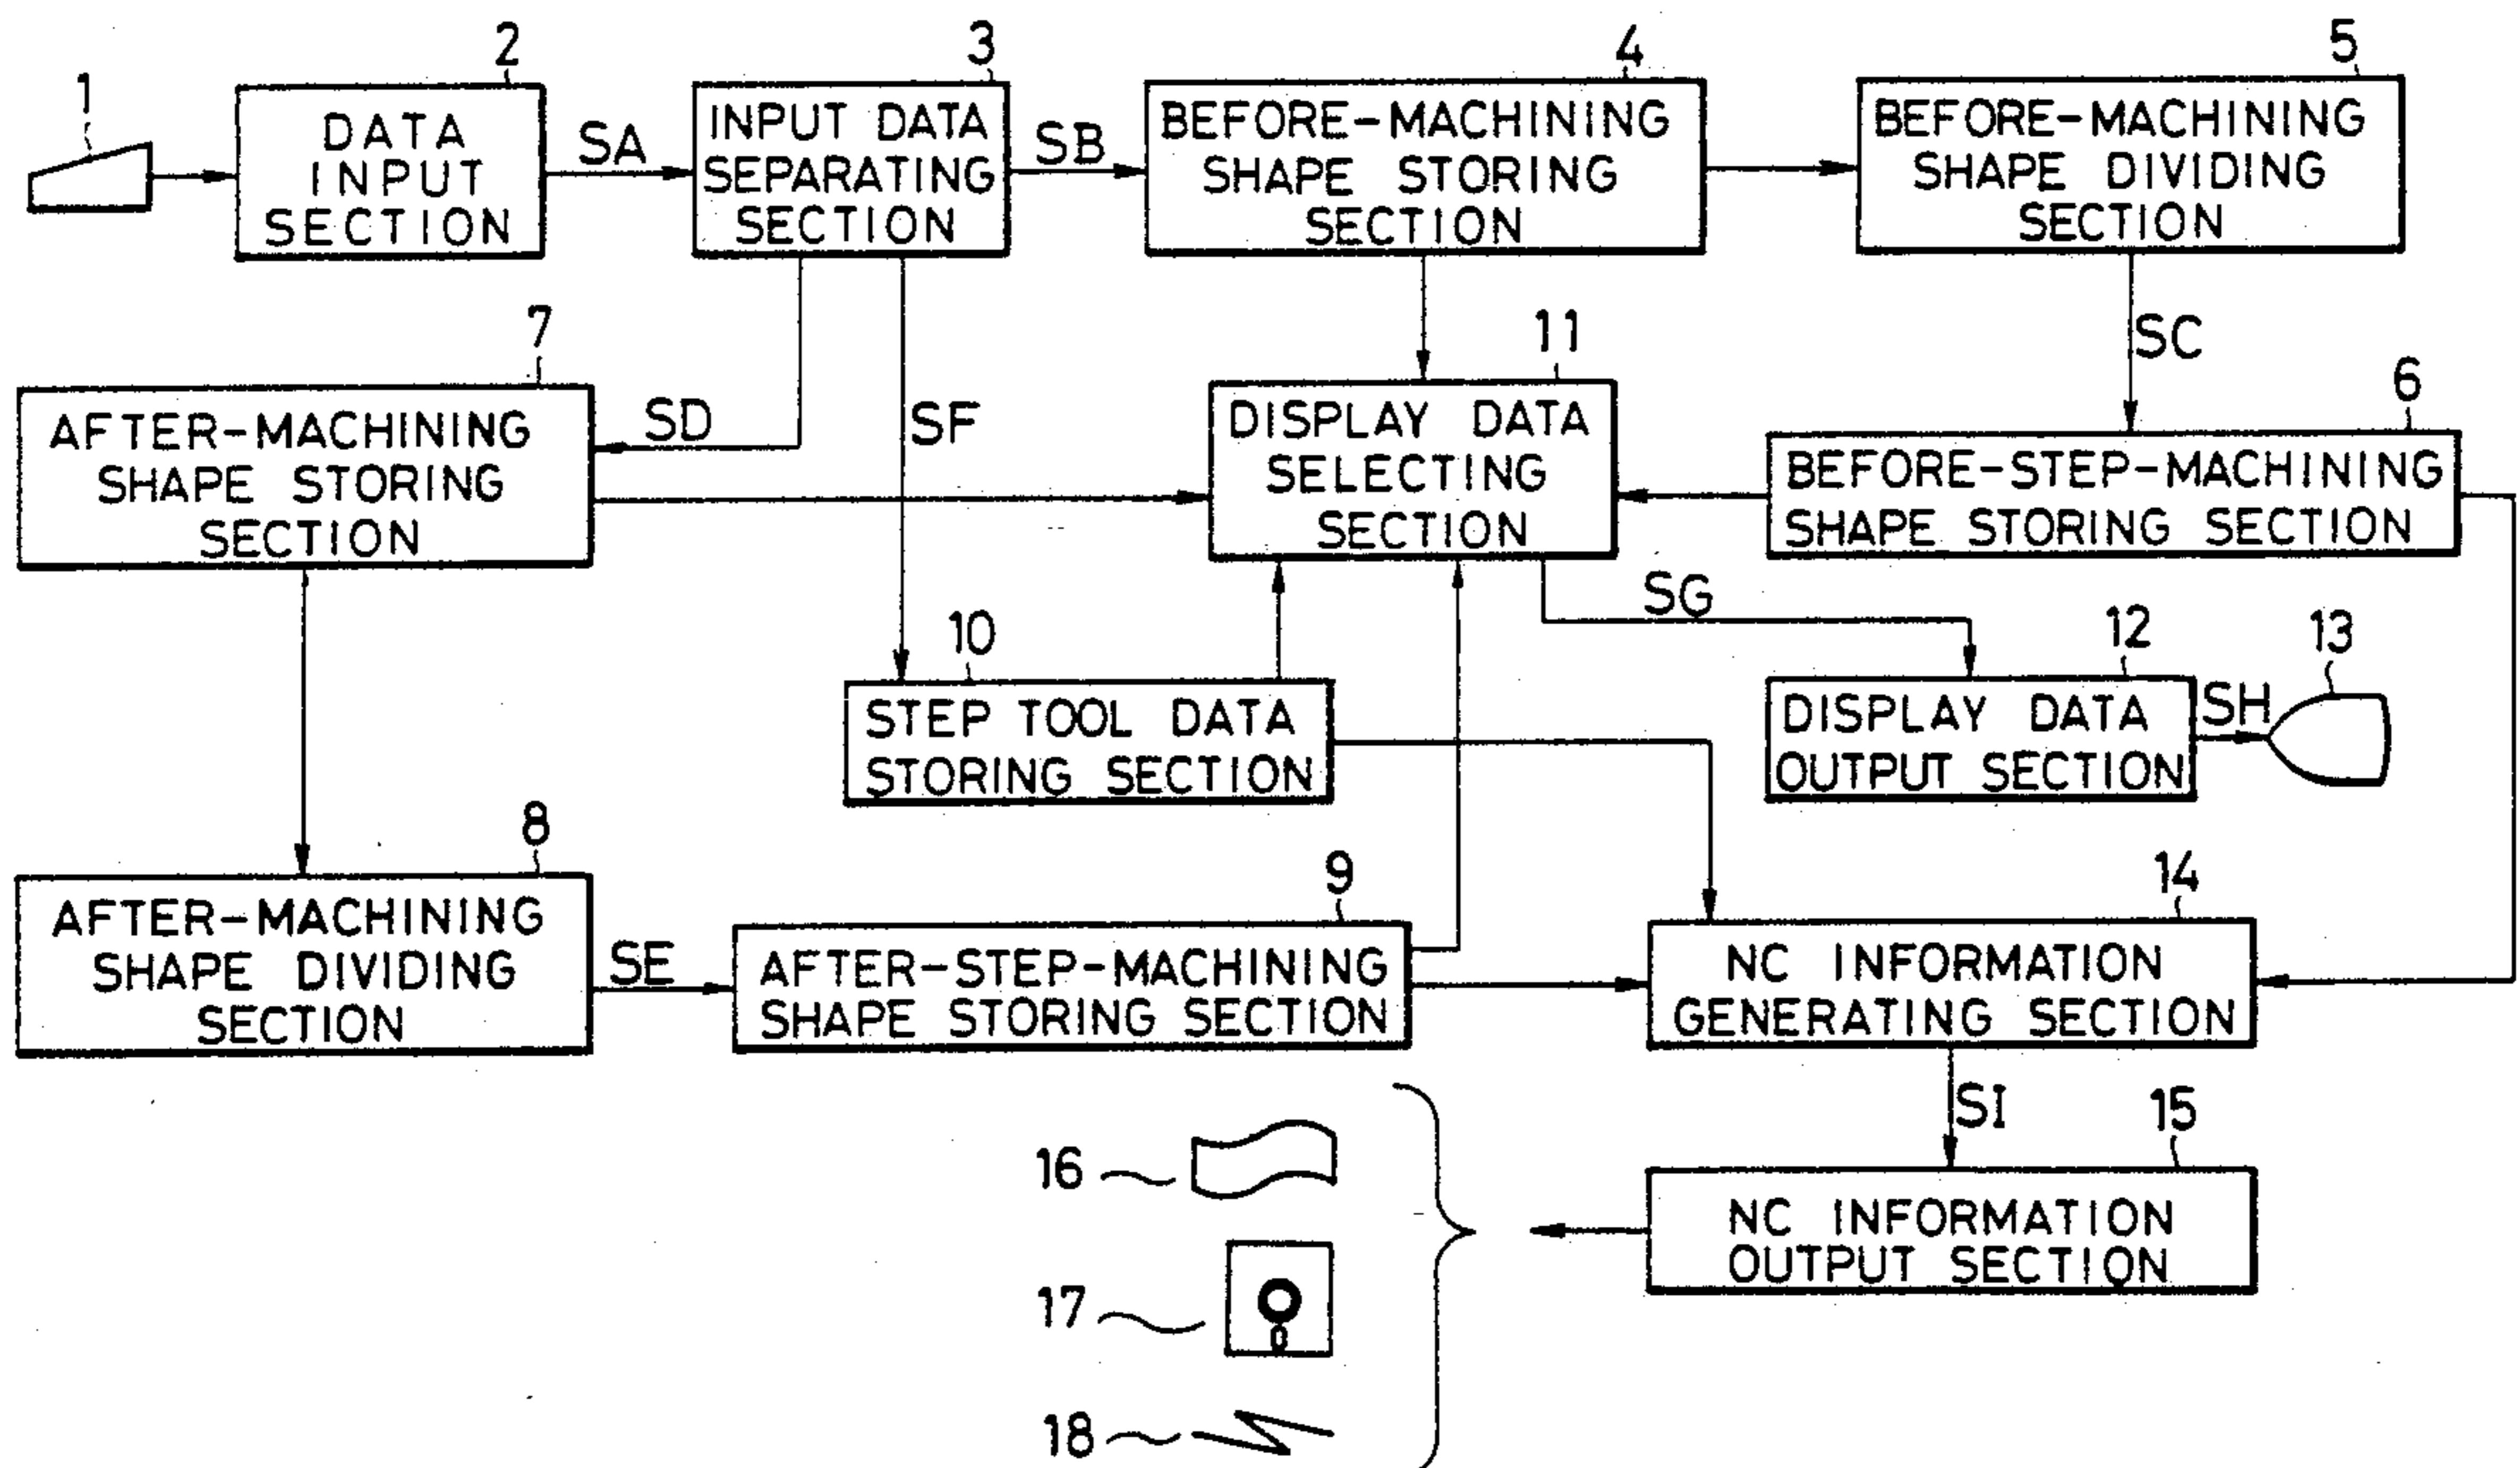 1
2
DATA
INPUT
SECTION
SA
3
INPUT DATA
SEPARATING
SECTION
SB
4
BEFORE-MACHINING
SHAPE STORING
SECTION
5
BEFORE-MACHINING
SHAPE DIVIDING
SECTION
SC
7
AFTER-MACHINING
SHAPE STORING
SECTION
SD
SF
11
DISPLAY DATA
SELECTING
SECTION
6
BEFORE-STEP-MACHINING
SHAPE STORING SECTION
SG
10
STEP TOOL DATA
STORING SECTION
12
DISPLAY DATA
OUTPUT SECTION
SH
13
8
AFTER-MACHINING
SHAPE DIVIDING
SECTION
SE
9
AFTER-STEP-MACHINING
SHAPE STORING SECTION
14
NC INFORMATION
GENERATING SECTION
SI
15
NC INFORMATION
OUTPUT SECTION
16
17
18